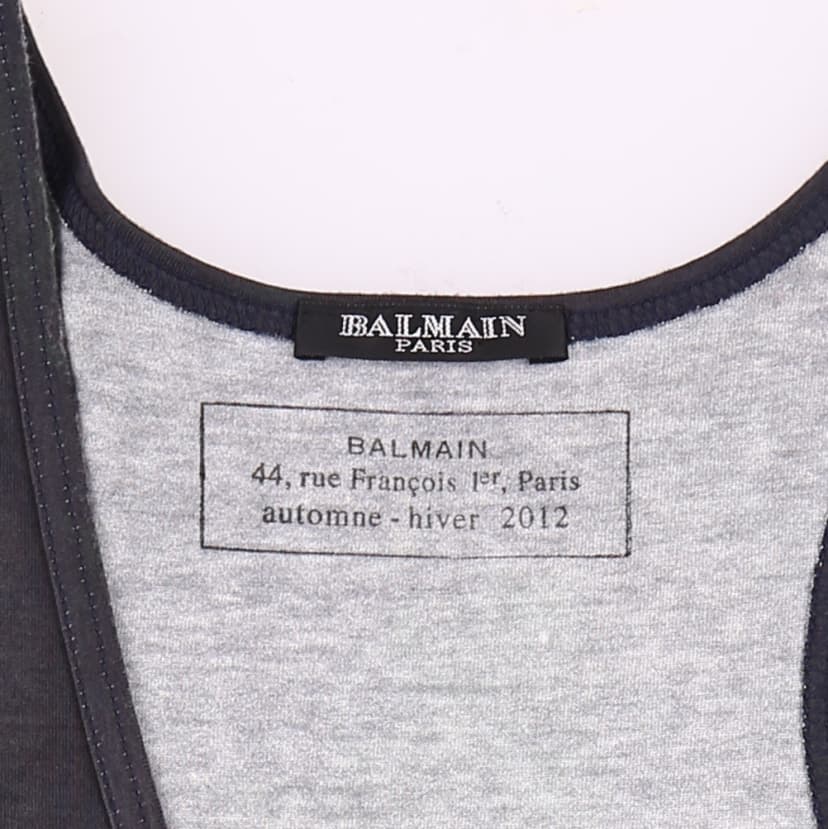 BALMAIN
PARIS
BALMAIN
44, rue François 1er, Paris
automne - hiver 2012